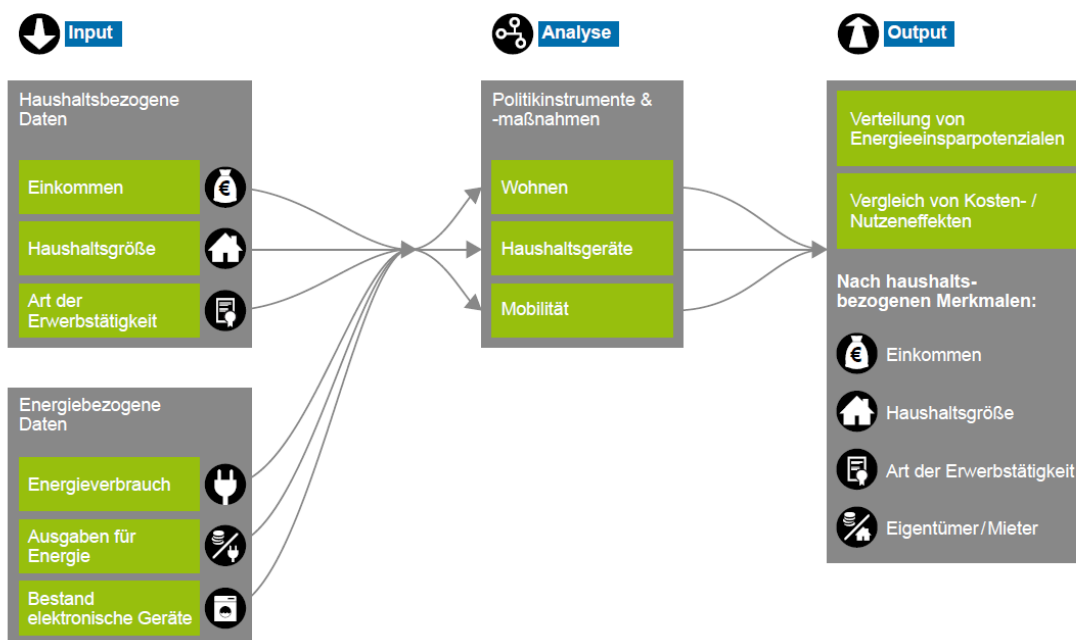 Input
Haushaltsbezogene
Daten
Einkommen
Haushaltsgröße
Art der
Erwerbstätigkeit
Energiebezogene
Daten
Energieverbrauch
Ausgaben für
Energie
Bestand
elektronische Geräte
Analyse
Politikinstrumente &
-maßnahmen
Wohnen
Haushaltsgeräte
Mobilität
Output
Verteilung von
Energieeinsparpotenzialen
Vergleich von Kosten- /
Nutzeneffekten
Nach haushalts-
bezogenen Merkmalen:
Einkommen
Haushaltsgröße
Art der Erwerbstätigkeit
Eigentümer / Mieter